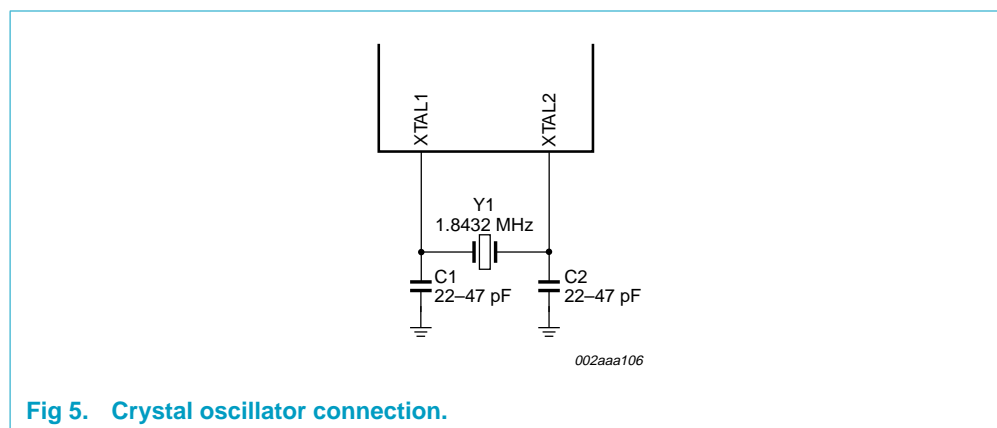 XTAL1
XTAL2
Y1
1.8432 MHz
C1
22–47 pF
C2
22–47 pF
002aaa106
Fig 5. Crystal oscillator connection.